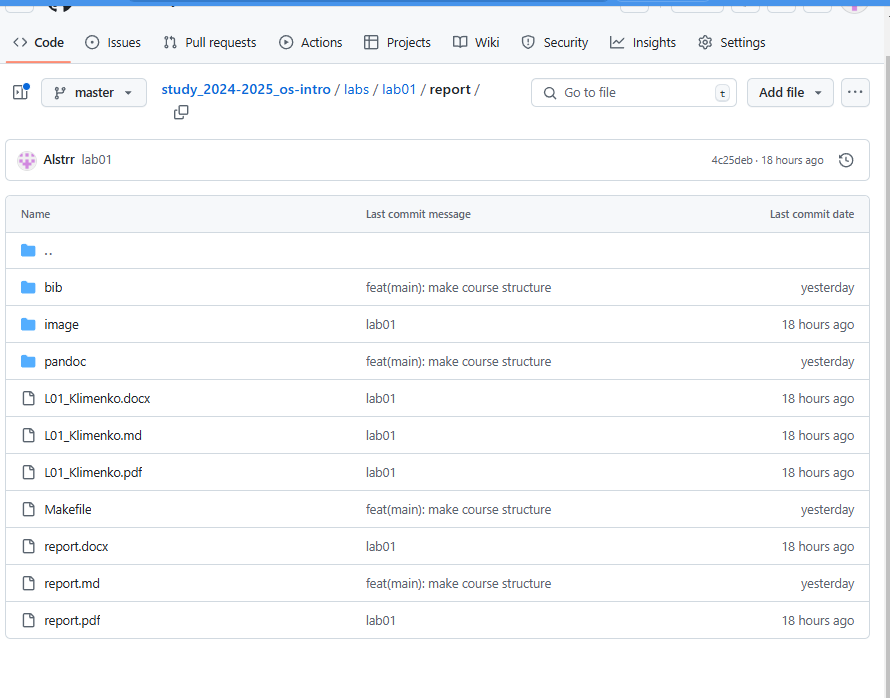 Code Issues Pull requests Actions Projects Wiki Security Insights Settings
master study_2024-2025_os-intro / labs / lab01 / report / Go to file t Add file
Alstrr lab01 4c25deb · 18 hours ago
Name Last commit message Last commit date
..
bib feat(main): make course structure yesterday
image lab01 18 hours ago
pandoc feat(main): make course structure yesterday
L01_Klimenko.docx lab01 18 hours ago
L01_Klimenko.md lab01 18 hours ago
L01_Klimenko.pdf lab01 18 hours ago
Makefile feat(main): make course structure yesterday
report.docx lab01 18 hours ago
report.md feat(main): make course structure yesterday
report.pdf lab01 18 hours ago